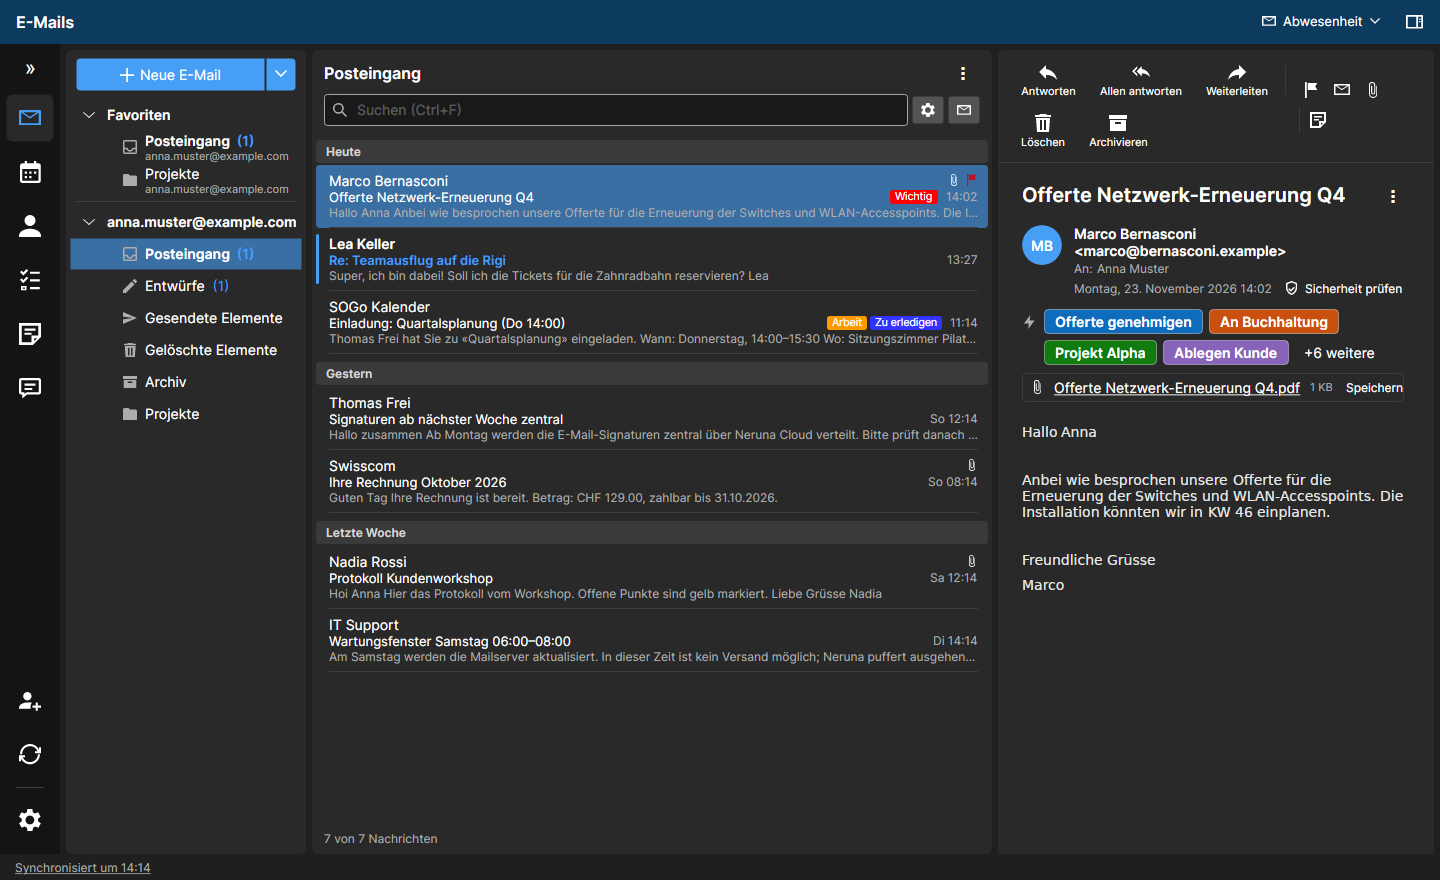 E-Mails
Abwesenheit
Neue E-Mail
Favoriten
Posteingang (1)
anna.muster@example.com
Projekte
anna.muster@example.com
anna.muster@example.com
Posteingang (1)
Entwürfe (1)
Gesendete Elemente
Gelöschte Elemente
Archiv
Projekte
Posteingang
Suchen (Ctrl+F)
Heute
Marco Bernasconi
Offerte Netzwerk-Erneuerung Q4 Wichtig 14:02
Hallo Anna Anbei wie besprochen unsere Offerte für die Erneuerung der Switches und WLAN-Accesspoints. Die I...
Lea Keller
Re: Teamausflug auf die Rigi 13:27
Super, ich bin dabei! Soll ich die Tickets für die Zahnradbahn reservieren? Lea
SOGo Kalender
Einladung: Quartalsplanung (Do 14:00) Arbeit Zu erledigen 11:14
Thomas Frei hat Sie zu «Quartalsplanung» eingeladen. Wann: Donnerstag, 14:00–15:30 Wo: Sitzungszimmer Pilat...
Gestern
Thomas Frei
Signaturen ab nächster Woche zentral So 12:14
Hallo zusammen Ab Montag werden die E-Mail-Signaturen zentral über Neruna Cloud verteilt. Bitte prüft danach ...
Swisscom
Ihre Rechnung Oktober 2026 So 08:14
Guten Tag Ihre Rechnung ist bereit. Betrag: CHF 129.00, zahlbar bis 31.10.2026.
Letzte Woche
Nadia Rossi
Protokoll Kundenworkshop Sa 12:14
Hoi Anna Hier das Protokoll vom Workshop. Offene Punkte sind gelb markiert. Liebe Grüsse Nadia
IT Support
Wartungsfenster Samstag 06:00–08:00 Di 14:14
Am Samstag werden die Mailserver aktualisiert. In dieser Zeit ist kein Versand möglich; Neruna puffert ausgehen...
7 von 7 Nachrichten
Antworten Allen antworten Weiterleiten
Löschen Archivieren
Offerte Netzwerk-Erneuerung Q4
MB
Marco Bernasconi
<marco@bernasconi.example>
An: Anna Muster
Montag, 23. November 2026 14:02 Sicherheit prüfen
Offerte genehmigen An Buchhaltung
Projekt Alpha Ablegen Kunde +6 weitere
Offerte Netzwerk-Erneuerung Q4.pdf 1 KB Speichern
Hallo Anna
Anbei wie besprochen unsere Offerte für die
Erneuerung der Switches und WLAN-Accesspoints. Die
Installation könnten wir in KW 46 einplanen.
Freundliche Grüsse
Marco
Synchronisiert um 14:14